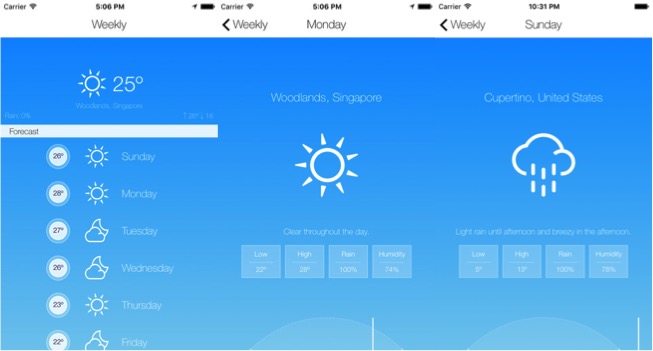 Carrier 5:06 PM
Weekly
25°
Woodlands, Singapore
Rain: 0%
Forecast
26° Sunday
28° Monday
27° Tuesday
26° Wednesday
23° Thursday
22° Friday
Carrier 5:06 PM
Weekly Monday
Woodlands, Singapore
Clear throughout the day.
Low High Rain Humidity
22° 28° 100% 74%
Carrier 10:31 PM
Weekly Sunday
Cupertino, United States
Light rain until afternoon and breezy in the afternoon.
Low High Rain Humidity
5° 13° 100% 78%